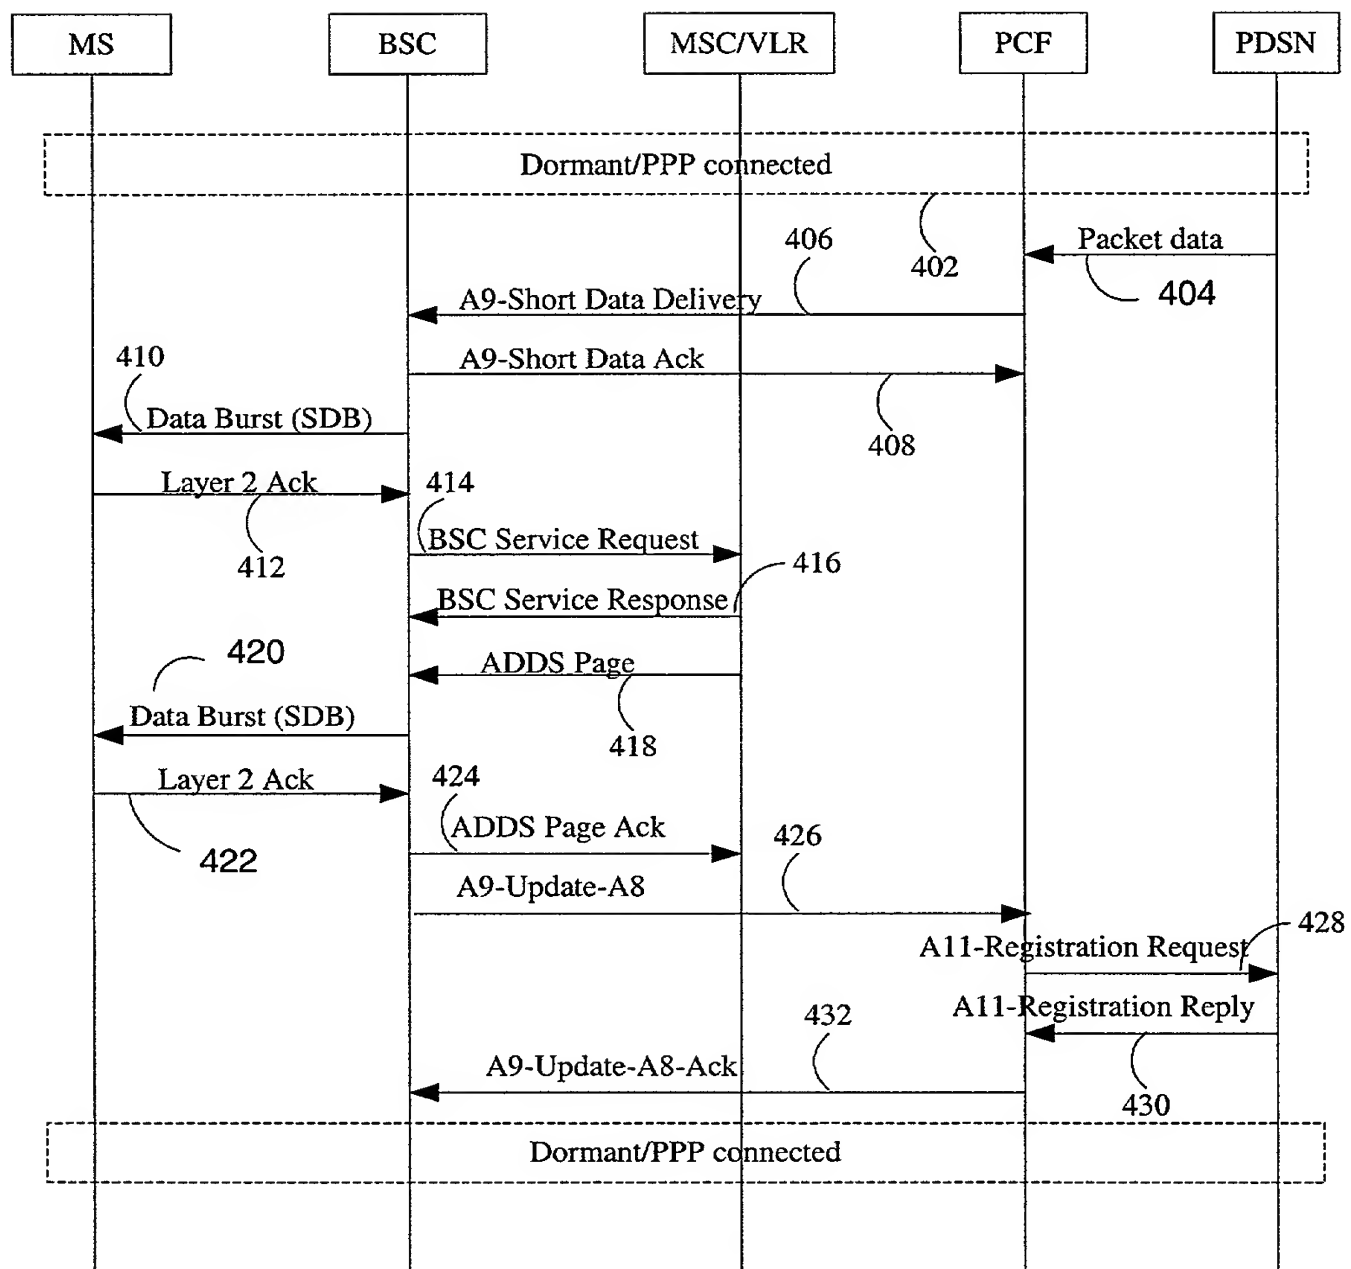 MS BSC MSC/VLR PCF PDSN
Dormant/PPP connected
402
Packet data
404
406
A9-Short Data Delivery
A9-Short Data Ack
408
410
Data Burst (SDB)
Layer 2 Ack
412
414
BSC Service Request
416
BSC Service Response
ADDS Page
418
420
Data Burst (SDB)
Layer 2 Ack
422
424
ADDS Page Ack
426
A9-Update-A8
428
A11-Registration Request
A11-Registration Reply
430
432
A9-Update-A8-Ack
Dormant/PPP connected